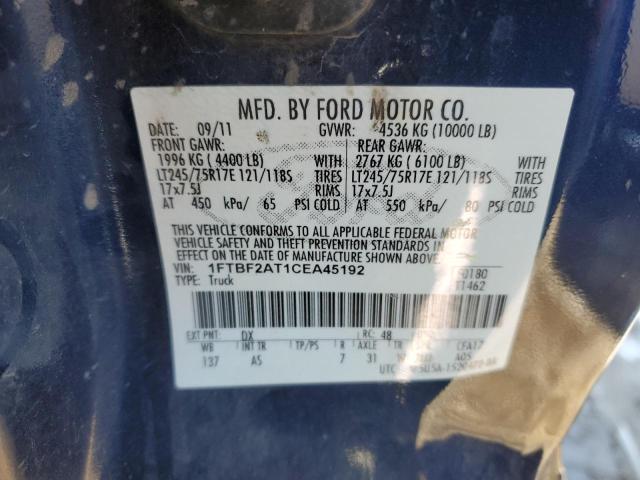 MFD. BY FORD MOTOR CO.
DATE: 09/11 GVWR: 4536 KG (10000 LB)
FRONT GAWR: REAR GAWR:
1996 KG (4400 LB) WITH 2767 KG (6100 LB) WITH
LT245/75R17E 121/118S TIRES LT245/75R17E 121/118S TIRES
17x7.5J RIMS 17x7.5J RIMS
AT 450 kPa/ 65 PSI COLD AT 550 kPa/ 80 PSI COLD
THIS VEHICLE CONFORMS TO ALL APPLICABLE FEDERAL MOTOR
VEHICLE SAFETY AND THEFT PREVENTION STANDARDS IN
EFFECT ON THE DATE OF MANUFACTURE SHOWN ABOVE.
VIN: 1FTBF2AT1CEA45192
TYPE: Truck
EXT PNT: DX RC: 48
WB INT TR TP/PS R AXLE TR
137 AS 7 31 A05
UTC